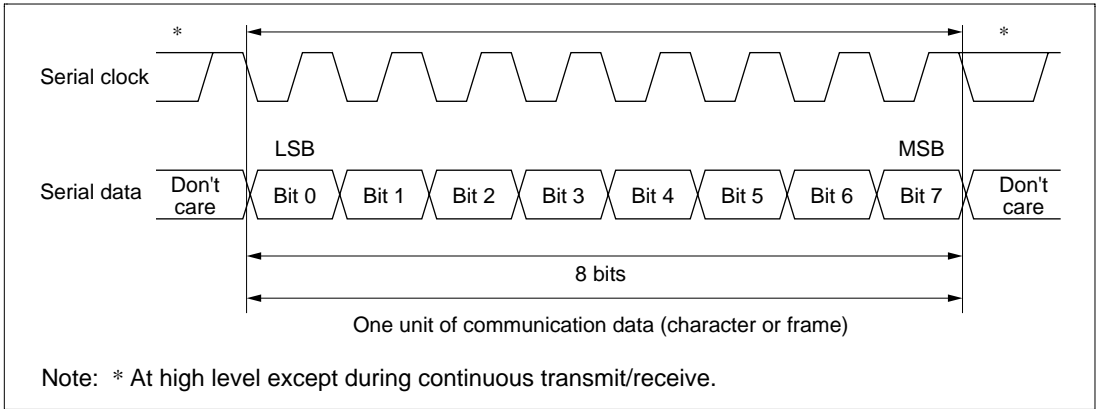 * *
Serial clock
LSB MSB
Serial data Don't care Bit 0 Bit 1 Bit 2 Bit 3 Bit 4 Bit 5 Bit 6 Bit 7 Don't care
8 bits
One unit of communication data (character or frame)
Note: * At high level except during continuous transmit/receive.